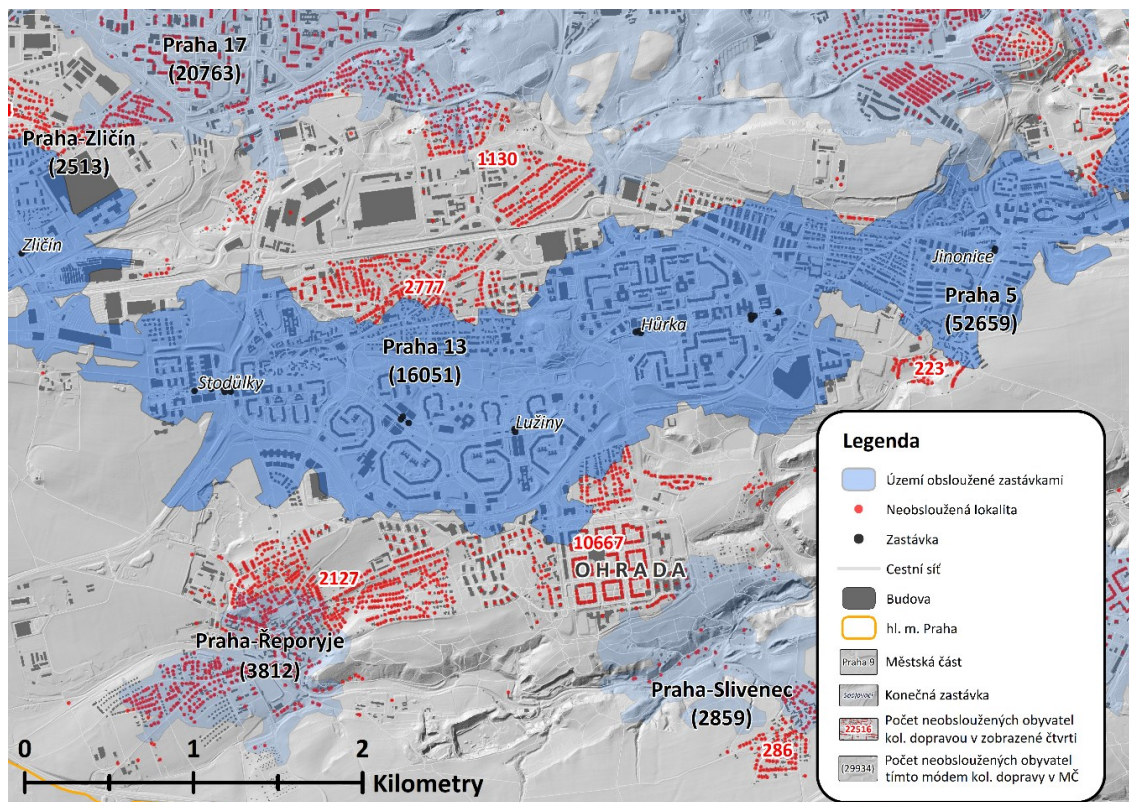 Praha 17
(20763)
Praha-Zličín
(2513)
1130
Zličín
2777
Jinonice
Praha 5
(52659)
Hůrka
Praha 13
(16051)
223
Stodůlky
Lužiny
10667
OHRADA
2127
Praha-Řeporyje
(3812)
Praha-Slivenec
(2859)
286
0 1 2
Kilometry
Legenda
Území obsloužené zastávkami
Neobsloužená lokalita
Zastávka
Cestní síť
Budova
hl. m. Praha
Praha 9 Městská část
Konečná zastávka
22516 Počet neobsloužených obyvatel
kol. dopravou v zobrazené čtvrti
(29934) Počet neobsloužených obyvatel
tímto módem kol. dopravy v MČ